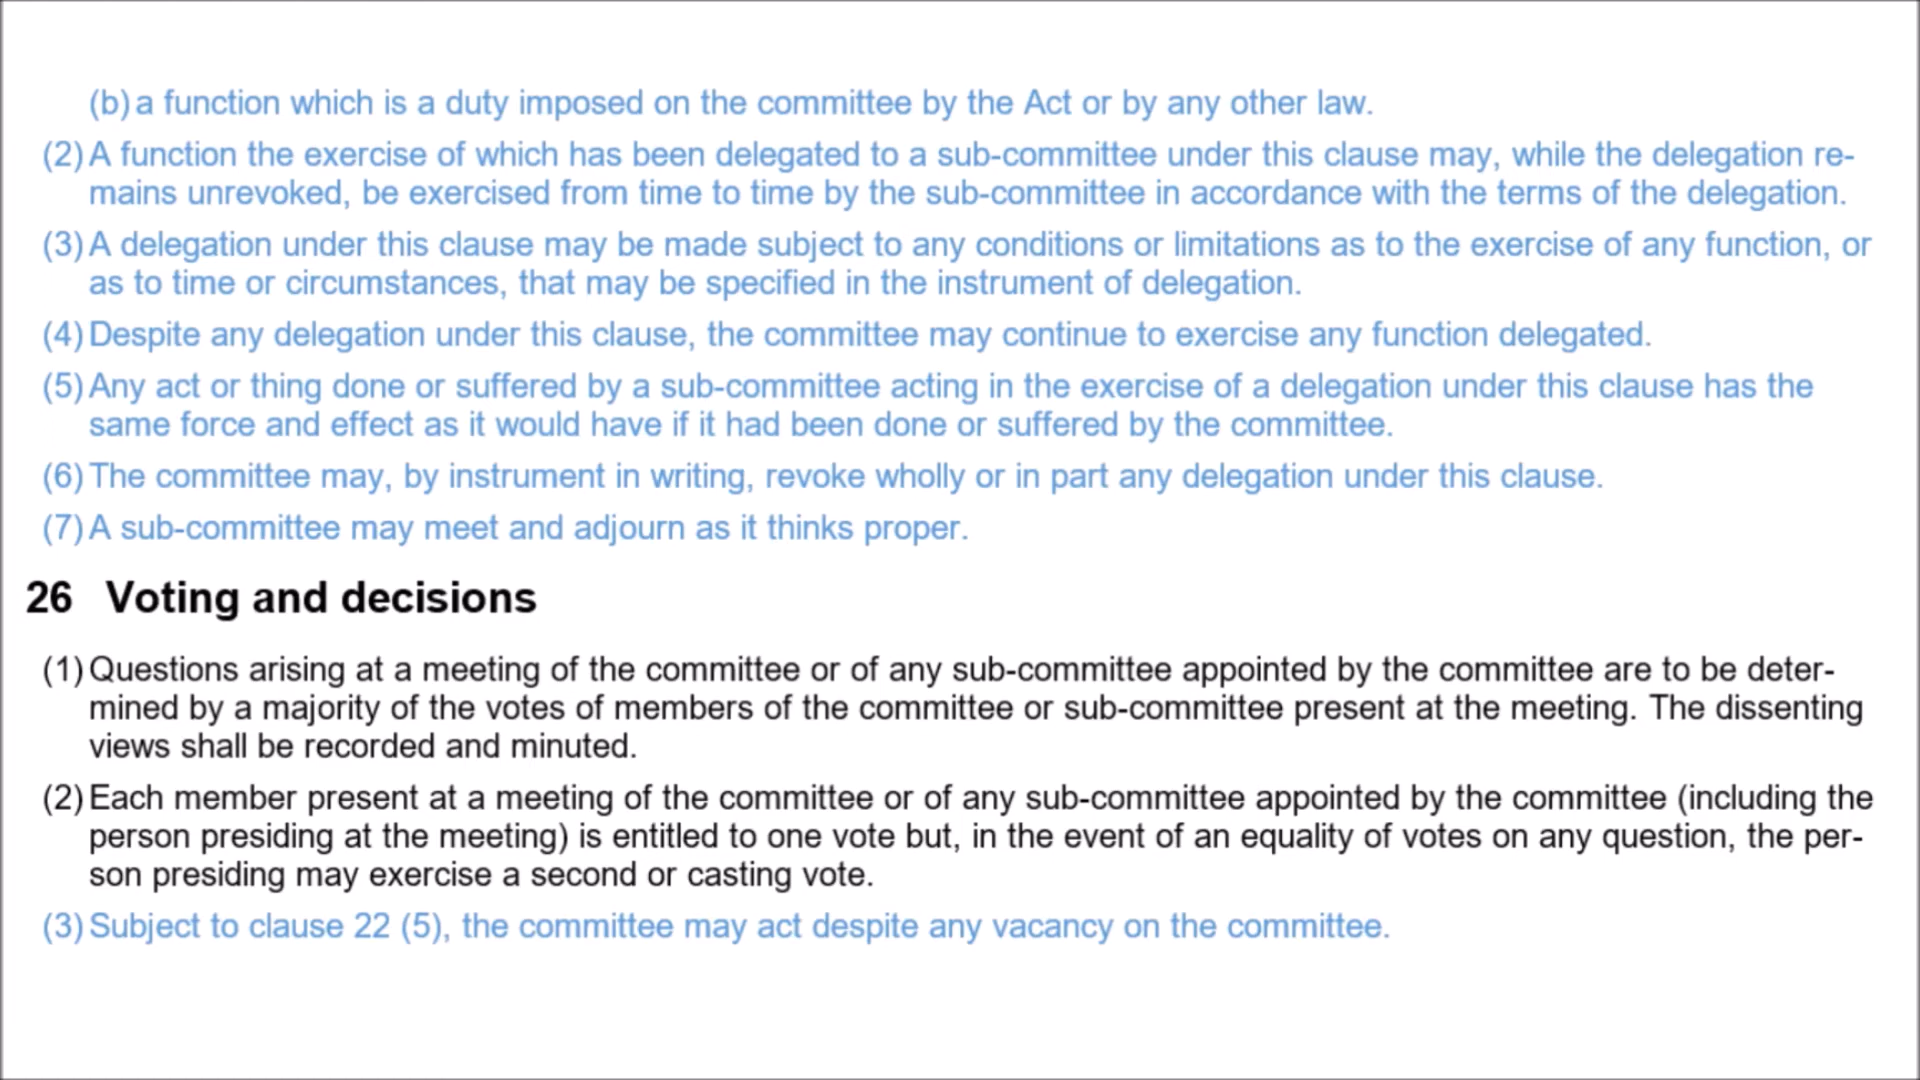 (b) a function which is a duty imposed on the committee by the Act or by any other law.
(2) A function the exercise of which has been delegated to a sub-committee under this clause may, while the delegation re-
mains unrevoked, be exercised from time to time by the sub-committee in accordance with the terms of the delegation.
(3) A delegation under this clause may be made subject to any conditions or limitations as to the exercise of any function, or
as to time or circumstances, that may be specified in the instrument of delegation.
(4) Despite any delegation under this clause, the committee may continue to exercise any function delegated.
(5) Any act or thing done or suffered by a sub-committee acting in the exercise of a delegation under this clause has the
same force and effect as it would have if it had been done or suffered by the committee.
(6) The committee may, by instrument in writing, revoke wholly or in part any delegation under this clause.
(7) A sub-committee may meet and adjourn as it thinks proper.
26 Voting and decisions
(1) Questions arising at a meeting of the committee or of any sub-committee appointed by the committee are to be deter-
mined by a majority of the votes of members of the committee or sub-committee present at the meeting. The dissenting
views shall be recorded and minuted.
(2) Each member present at a meeting of the committee or of any sub-committee appointed by the committee (including the
person presiding at the meeting) is entitled to one vote but, in the event of an equality of votes on any question, the per-
son presiding may exercise a second or casting vote.
(3) Subject to clause 22 (5), the committee may act despite any vacancy on the committee.